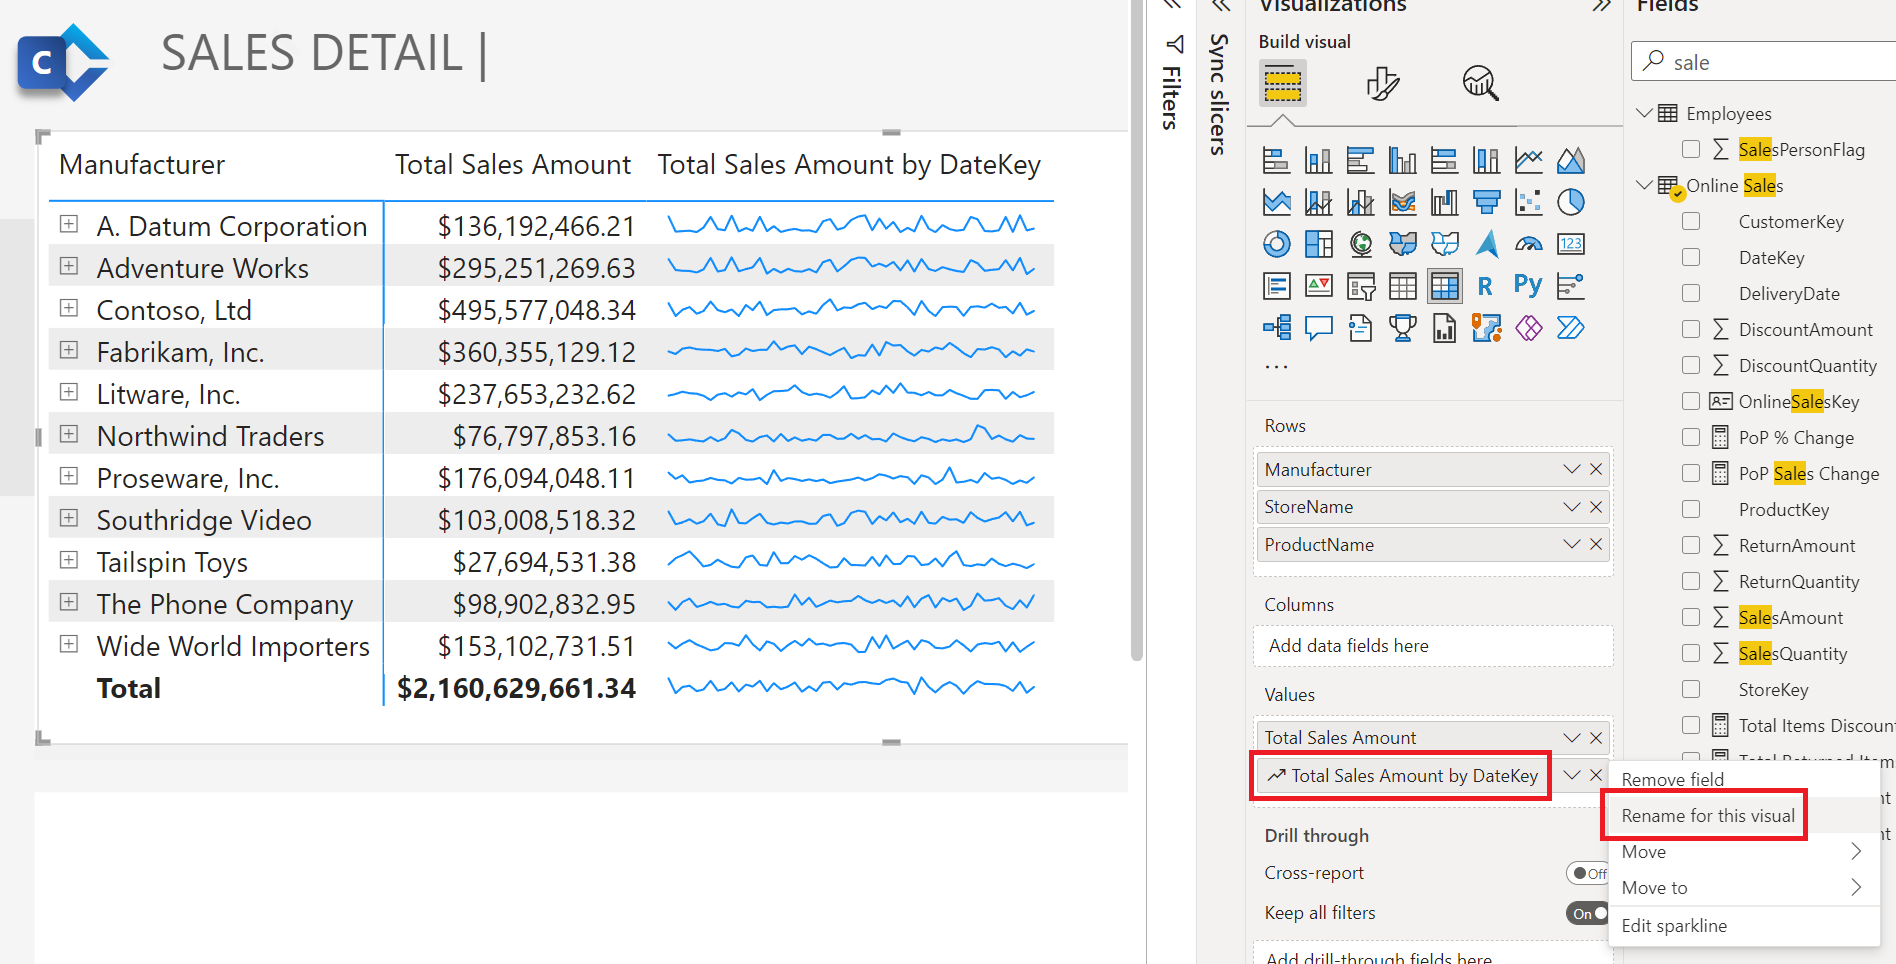 C
SALES DETAIL |
Manufacturer Total Sales Amount Total Sales Amount by DateKey
A. Datum Corporation $136,192,466.21
Adventure Works $295,251,269.63
Contoso, Ltd $495,577,048.34
Fabrikam, Inc. $360,355,129.12
Litware, Inc. $237,653,232.62
Northwind Traders $76,797,853.16
Proseware, Inc. $176,094,048.11
Southridge Video $103,008,518.32
Tailspin Toys $27,694,531.38
The Phone Company $98,902,832.95
Wide World Importers $153,102,731.51
Total $2,160,629,661.34
Filters
Sync slicers
Visualizations
Build visual
123
R Py
...
Rows
Manufacturer
StoreName
ProductName
Columns
Add data fields here
Values
Total Sales Amount
Total Sales Amount by DateKey
Drill through
Cross-report Off
Keep all filters On
Add drill-through fields here
Remove field
Rename for this visual
Move
Move to
Edit sparkline
Fields
sale
Employees
SalesPersonFlag
Online Sales
CustomerKey
DateKey
DeliveryDate
DiscountAmount
DiscountQuantity
OnlineSalesKey
PoP % Change
PoP Sales Change
ProductKey
ReturnAmount
ReturnQuantity
SalesAmount
SalesQuantity
StoreKey
Total Items Discoun
Total Returned Item